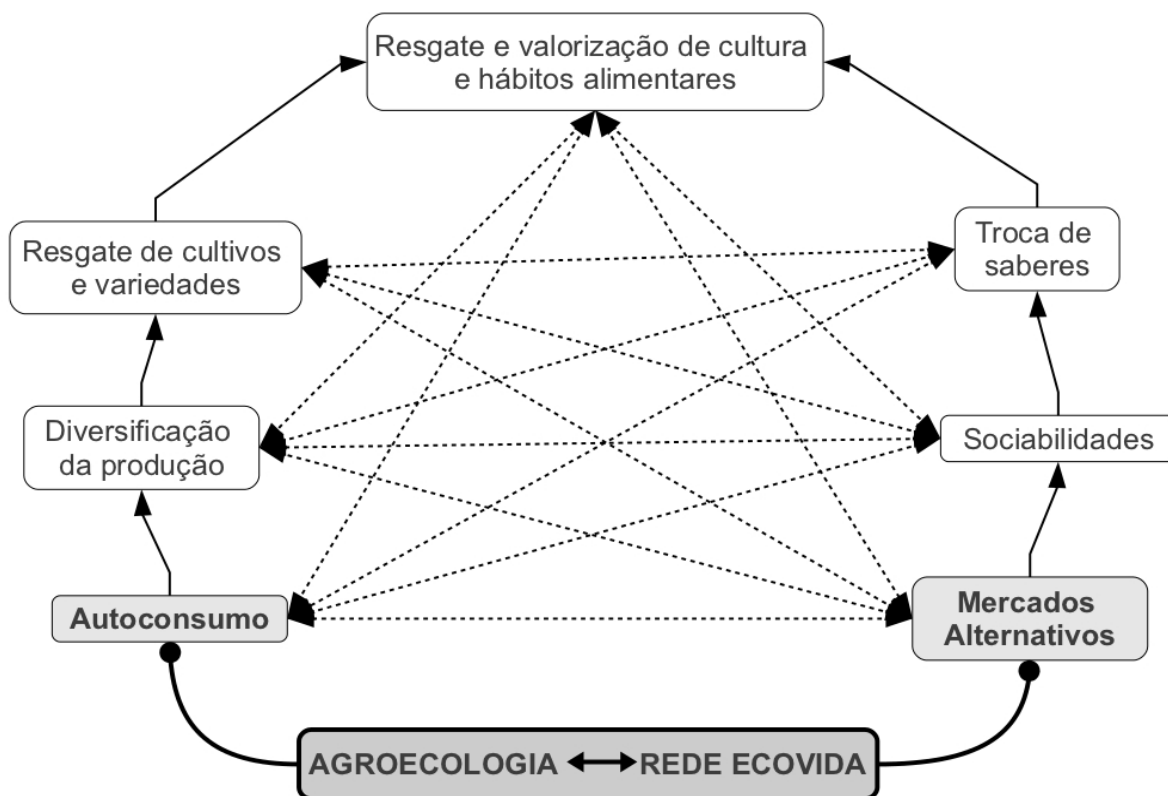 Resgate e valorização de cultura
e hábitos alimentares
Resgate de cultivos
e variedades
Troca de
saberes
Diversificação
da produção
Sociabilidades
Autoconsumo
Mercados
Alternativos
AGROECOLOGIA REDE ECOVIDA